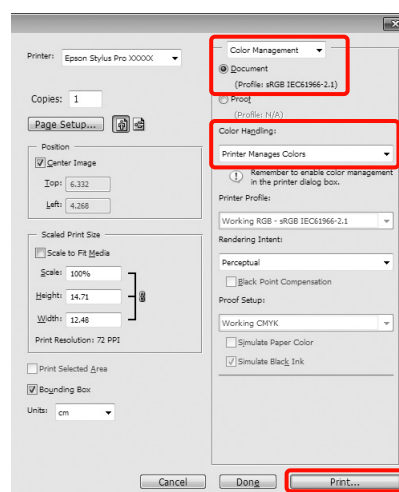 Printer: Epson Stylus Pro XXXXX
Copies: 1
Page Setup...
Position
Center Image
Top: 6.332
Left: 4.268
Scaled Print Size
Scale to Fit Media
Scale: 100%
Height: 14.71
Width: 12.48
Print Resolution: 72 PPI
Print Selected Area
Bounding Box
Units: cm
Color Management
Document
(Profile: sRGB IEC61966-2.1)
Proof
(Profile: N/A)
Color Handling:
Printer Manages Colors
Remember to enable color management
in the printer dialog box.
Printer Profile:
Working RGB - sRGB IEC61966-2.1
Rendering Intent:
Perceptual
Black Point Compensation
Proof Setup:
Working CMYK
Simulate Paper Color
Simulate Black Ink
Cancel
Done
Print...